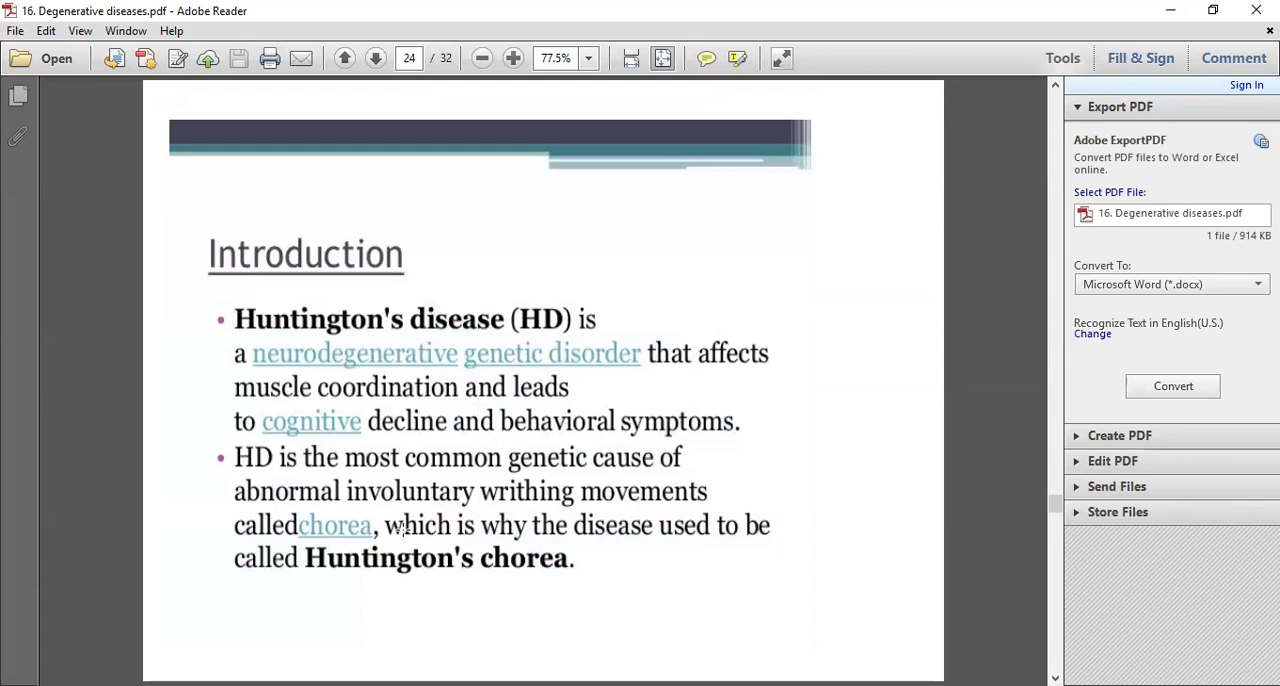 16. Degenerative diseases.pdf - Adobe Reader
File Edit View Window Help
Open 24 / 32 77.5% Tools Fill & Sign Comment
Sign In
Export PDF
Adobe ExportPDF
Convert PDF files to Word or Excel
online.
Select PDF File:
16. Degenerative diseases.pdf
1 file / 914 KB
Convert To:
Microsoft Word (*.docx)
Recognize Text in English(U.S.)
Change
Convert
Create PDF
Edit PDF
Send Files
Store Files
Introduction
• Huntington's disease (HD) is
a neurodegenerative genetic disorder that affects
muscle coordination and leads
to cognitive decline and behavioral symptoms.
• HD is the most common genetic cause of
abnormal involuntary writhing movements
calledchorea, which is why the disease used to be
called Huntington's chorea.